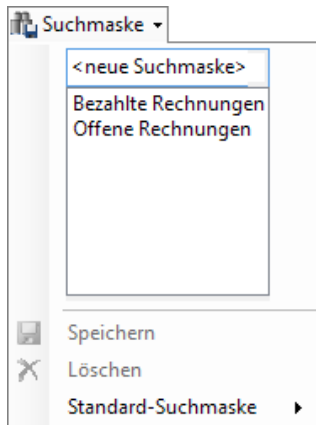 Suchmaske
<neue Suchmaske>
Bezahlte Rechnungen
Offene Rechnungen
Speichern
Löschen
Standard-Suchmaske